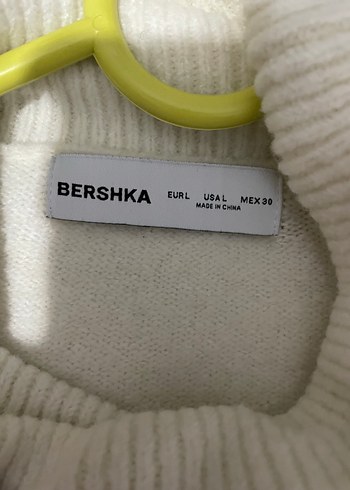 BERSHKA EUR L USA L MEX 30
MADE IN CHINA